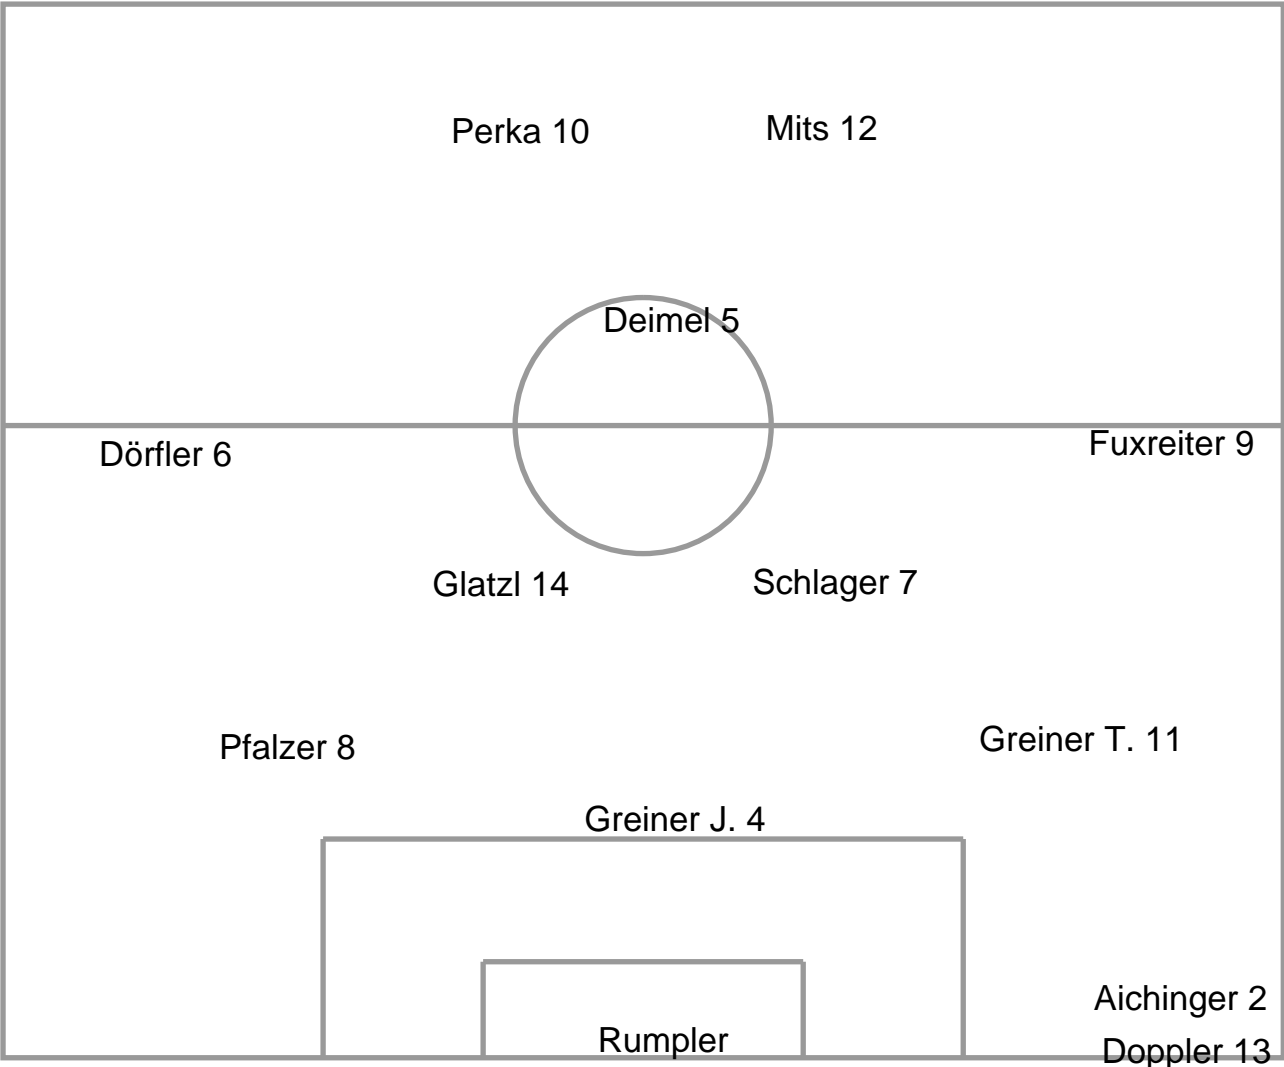 Perka 10
Mits 12
Deimel 5
Dörfler 6
Fuxreiter 9
Glatzl 14
Schlager 7
Pfalzer 8
Greiner T. 11
Greiner J. 4
Aichinger 2
Rumpler
Doppler 13